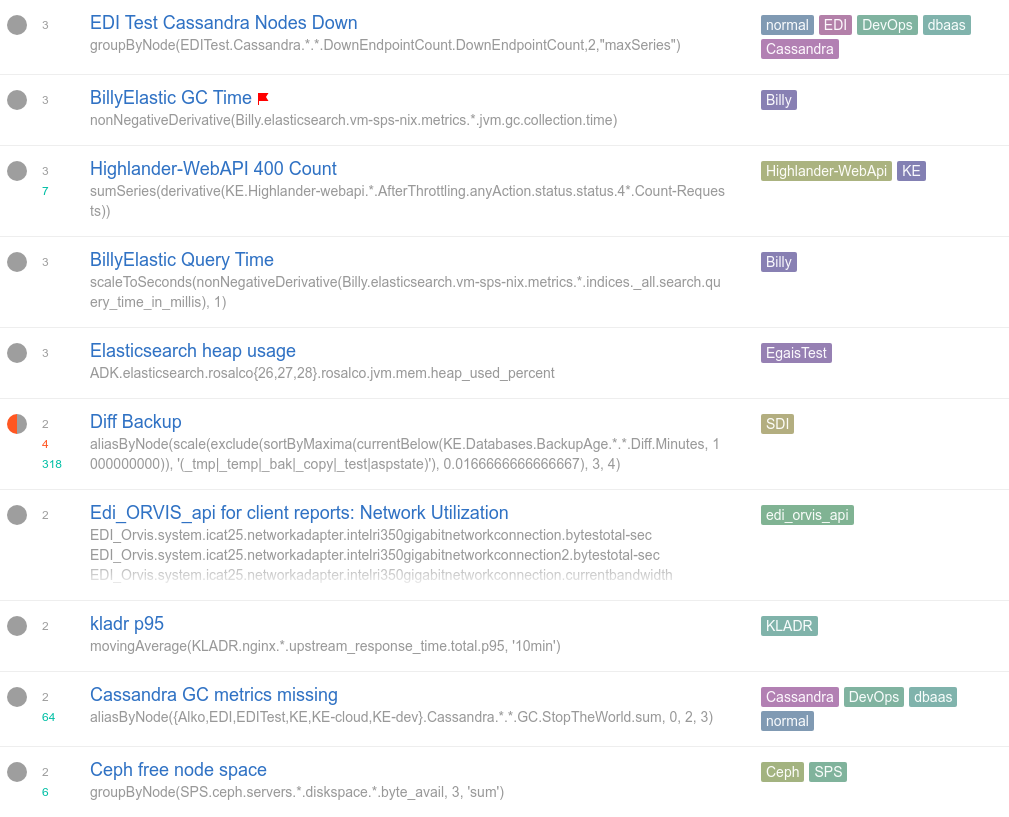 3 EDI Test Cassandra Nodes Down normal EDI DevOps dbaas
groupByNode(EDITest.Cassandra.*.*.DownEndpointCount.DownEndpointCount,2,"maxSeries") Cassandra
3 BillyElastic GC Time Billy
nonNegativeDerivative(Billy.elasticsearch.vm-sps-nix.metrics.*.jvm.gc.collection.time)
3 Highlander-WebAPI 400 Count Highlander-WebApi KE
7 sumSeries(derivative(KE.Highlander-webapi.*.AfterThrottling.anyAction.status.status.4*.Count-Reques
ts))
3 BillyElastic Query Time Billy
scaleToSeconds(nonNegativeDerivative(Billy.elasticsearch.vm-sps-nix.metrics.*.indices._all.search.qu
ery_time_in_millis), 1)
3 Elasticsearch heap usage EgaisTest
ADK.elasticsearch.rosalco{26,27,28}.rosalco.jvm.mem.heap_used_percent
2 Diff Backup SDI
4 aliasByNode(scale(exclude(sortByMaxima(currentBelow(KE.Databases.BackupAge.*.*.Diff.Minutes, 1
318 000000000)), '(_tmp|_temp|_bak|_copy|_test|aspstate)'), 0.0166666666666667), 3, 4)
2 Edi_ORVIS_api for client reports: Network Utilization edi_orvis_api
EDI_Orvis.system.icat25.networkadapter.intelri350gigabitnetworkconnection.bytestotal-sec
EDI_Orvis.system.icat25.networkadapter.intelri350gigabitnetworkconnection2.bytestotal-sec
EDI_Orvis.system.icat25.networkadapter.intelri350gigabitnetworkconnection.currentbandwidth
2 kladr p95 KLADR
movingAverage(KLADR.nginx.*.upstream_response_time.total.p95, '10min')
2 Cassandra GC metrics missing Cassandra DevOps dbaas
64 aliasByNode({Alko,EDI,EDITest,KE,KE-cloud,KE-dev}.Cassandra.*.*.GC.StopTheWorld.sum, 0, 2, 3) normal
2 Ceph free node space Ceph SPS
6 groupByNode(SPS.ceph.servers.*.diskspace.*.byte_avail, 3, 'sum')